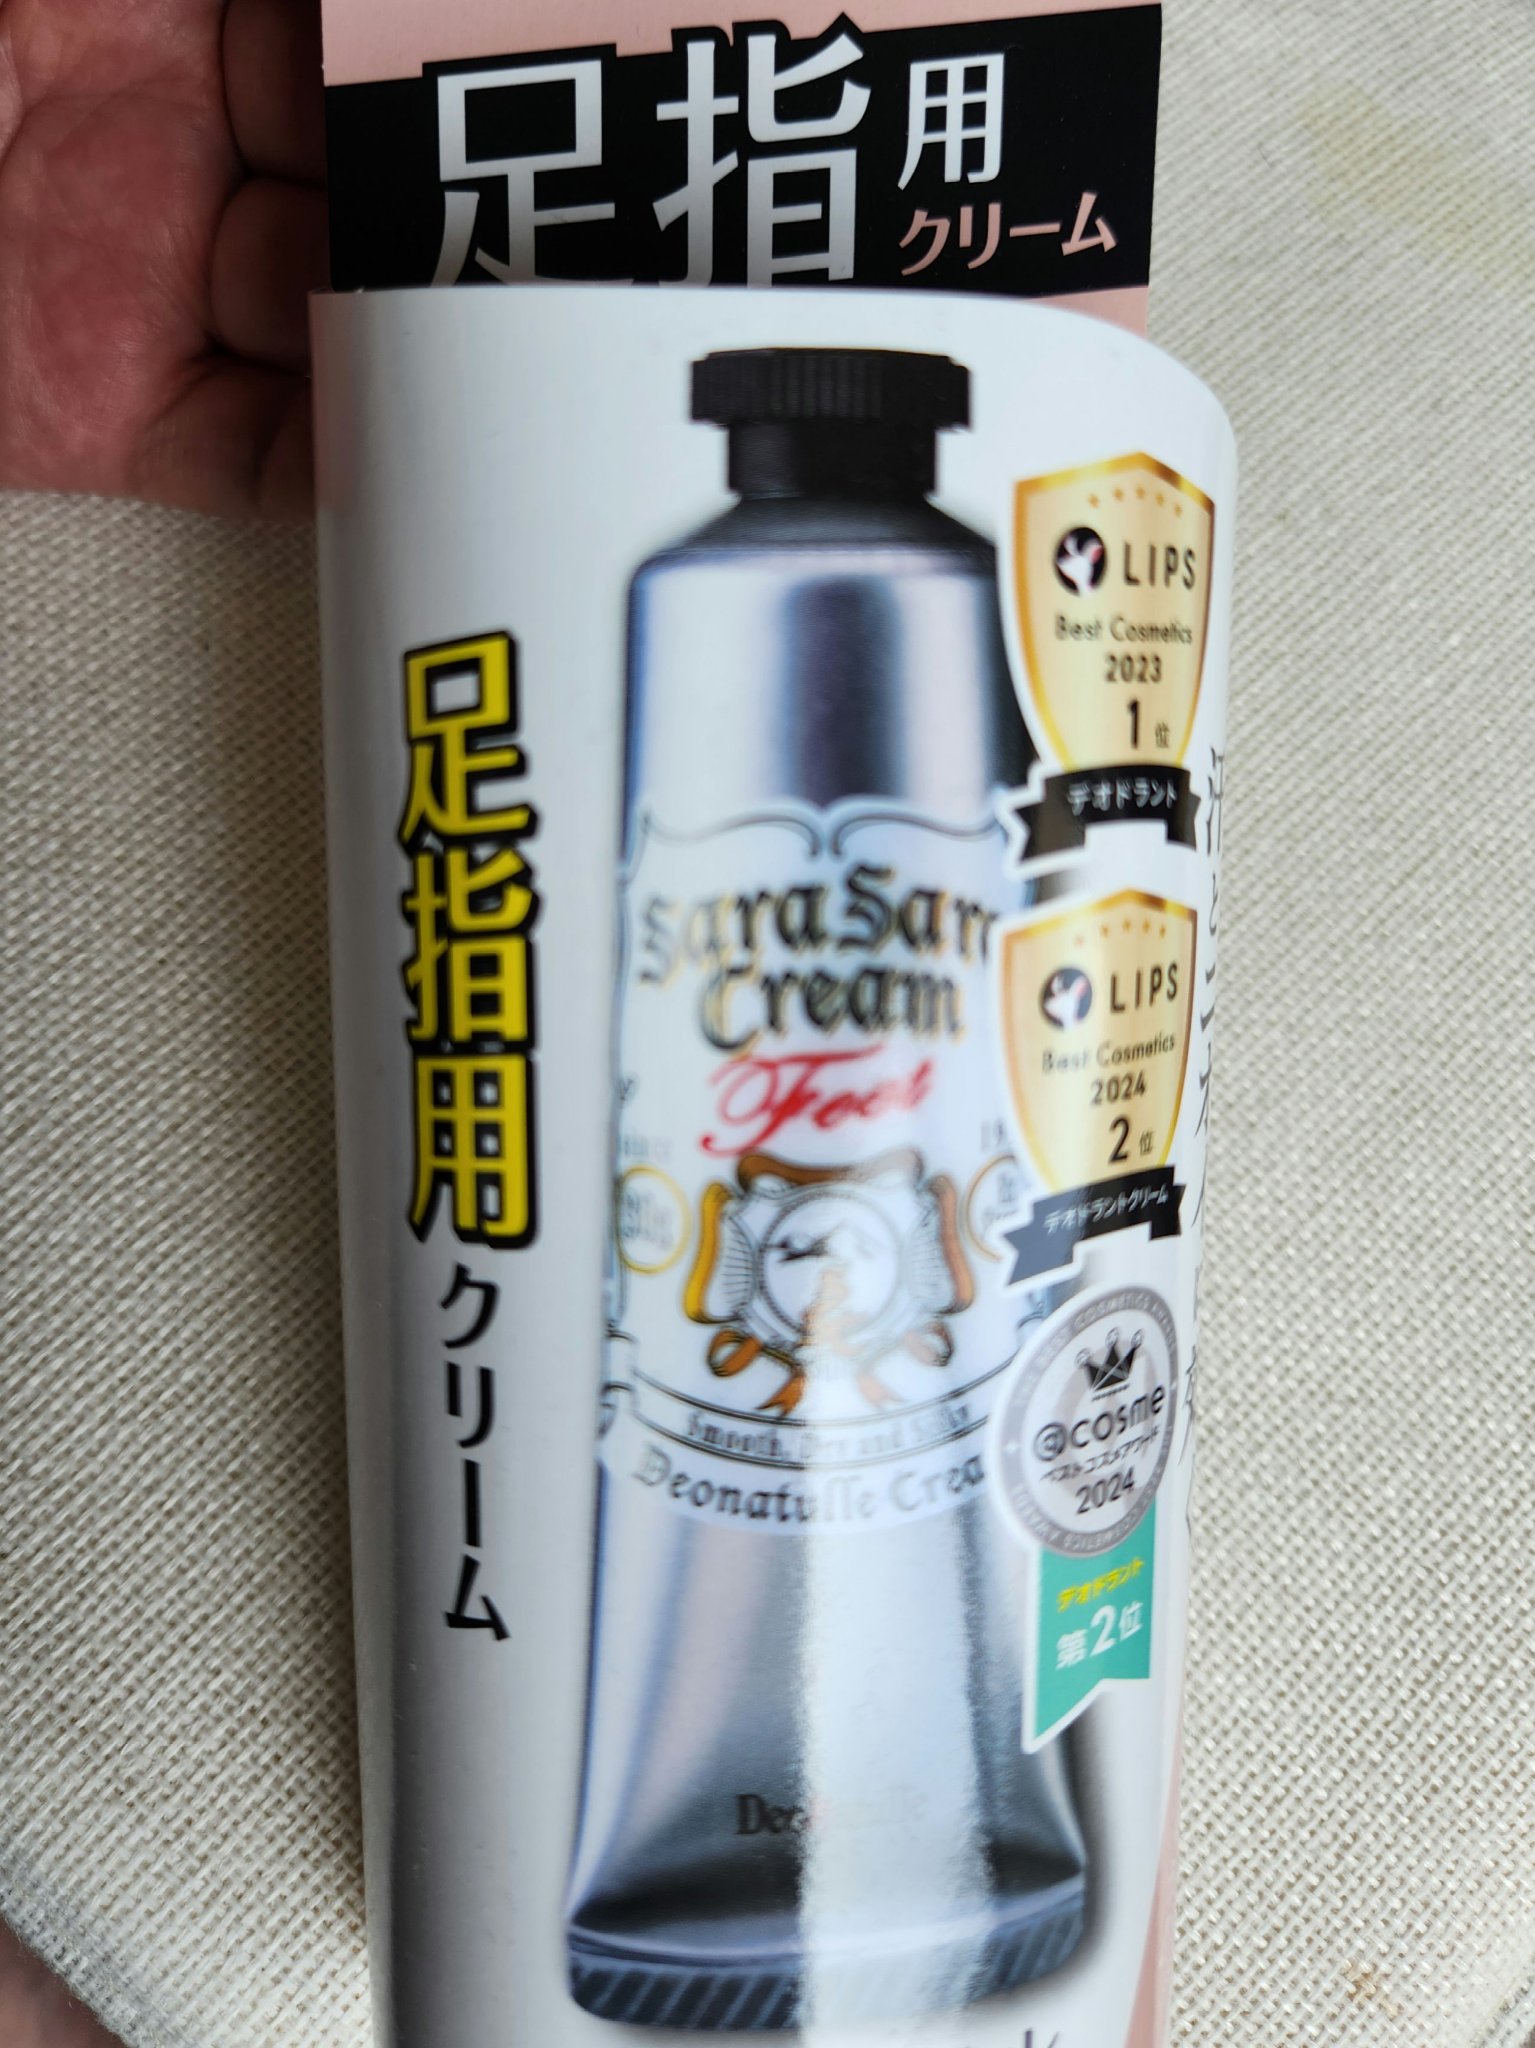 足指用
クリーム
足指用クリーム
SaraSara
Cream
Foot
Smooth, Dry and Silky
Deonatulle Cream
LIPS
Best Cosmetics
2023
1位
デオドラント
LIPS
Best Cosmetics
2024
2位
デオドラントクリーム
@cosme
ベストコスメアワード
2024
デオドラント
第2位